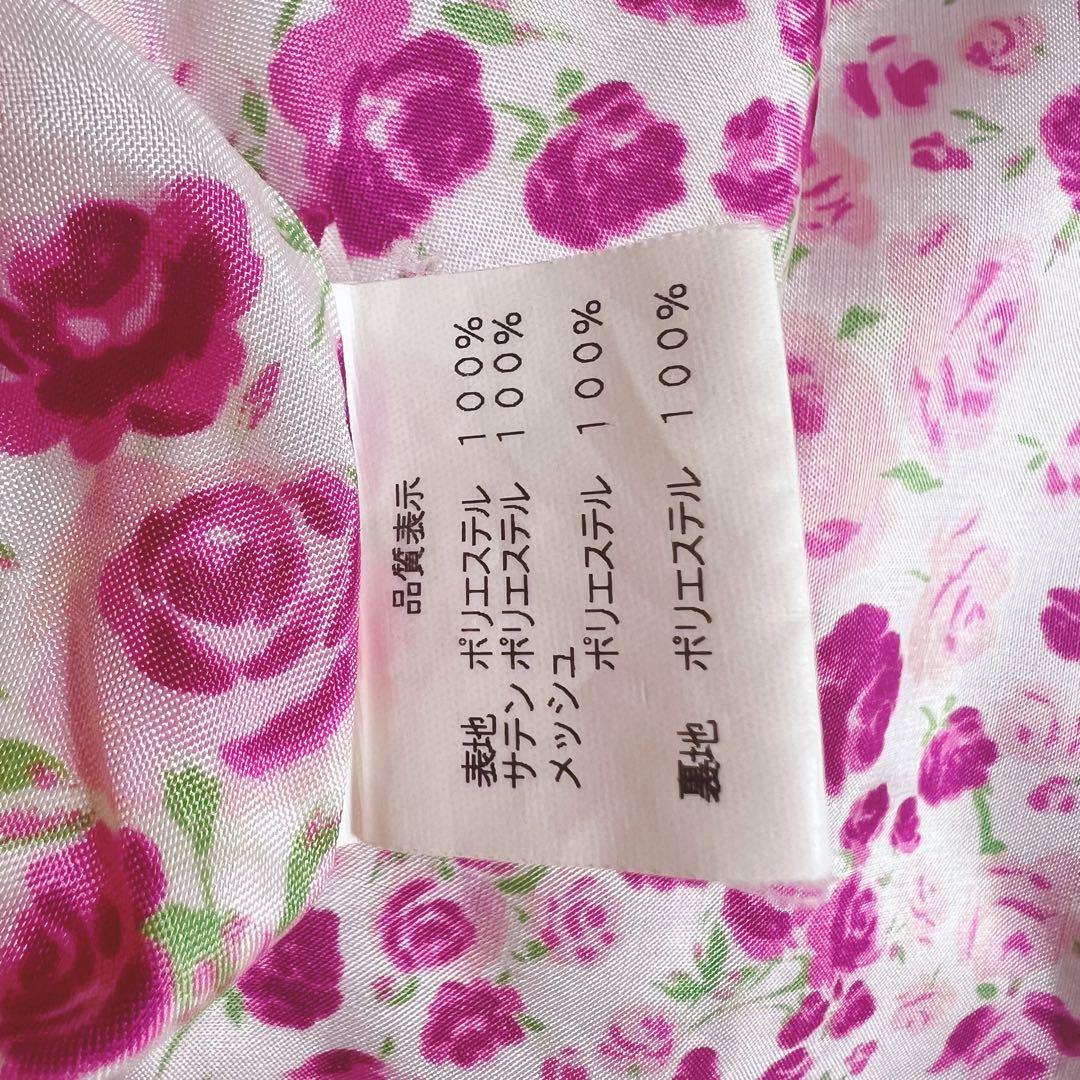 品質表示
表地 ポリエステル １００％
サテン ポリエステル １００％
メッシュ
ポリエステル １００％
裏地 ポリエステル １００％